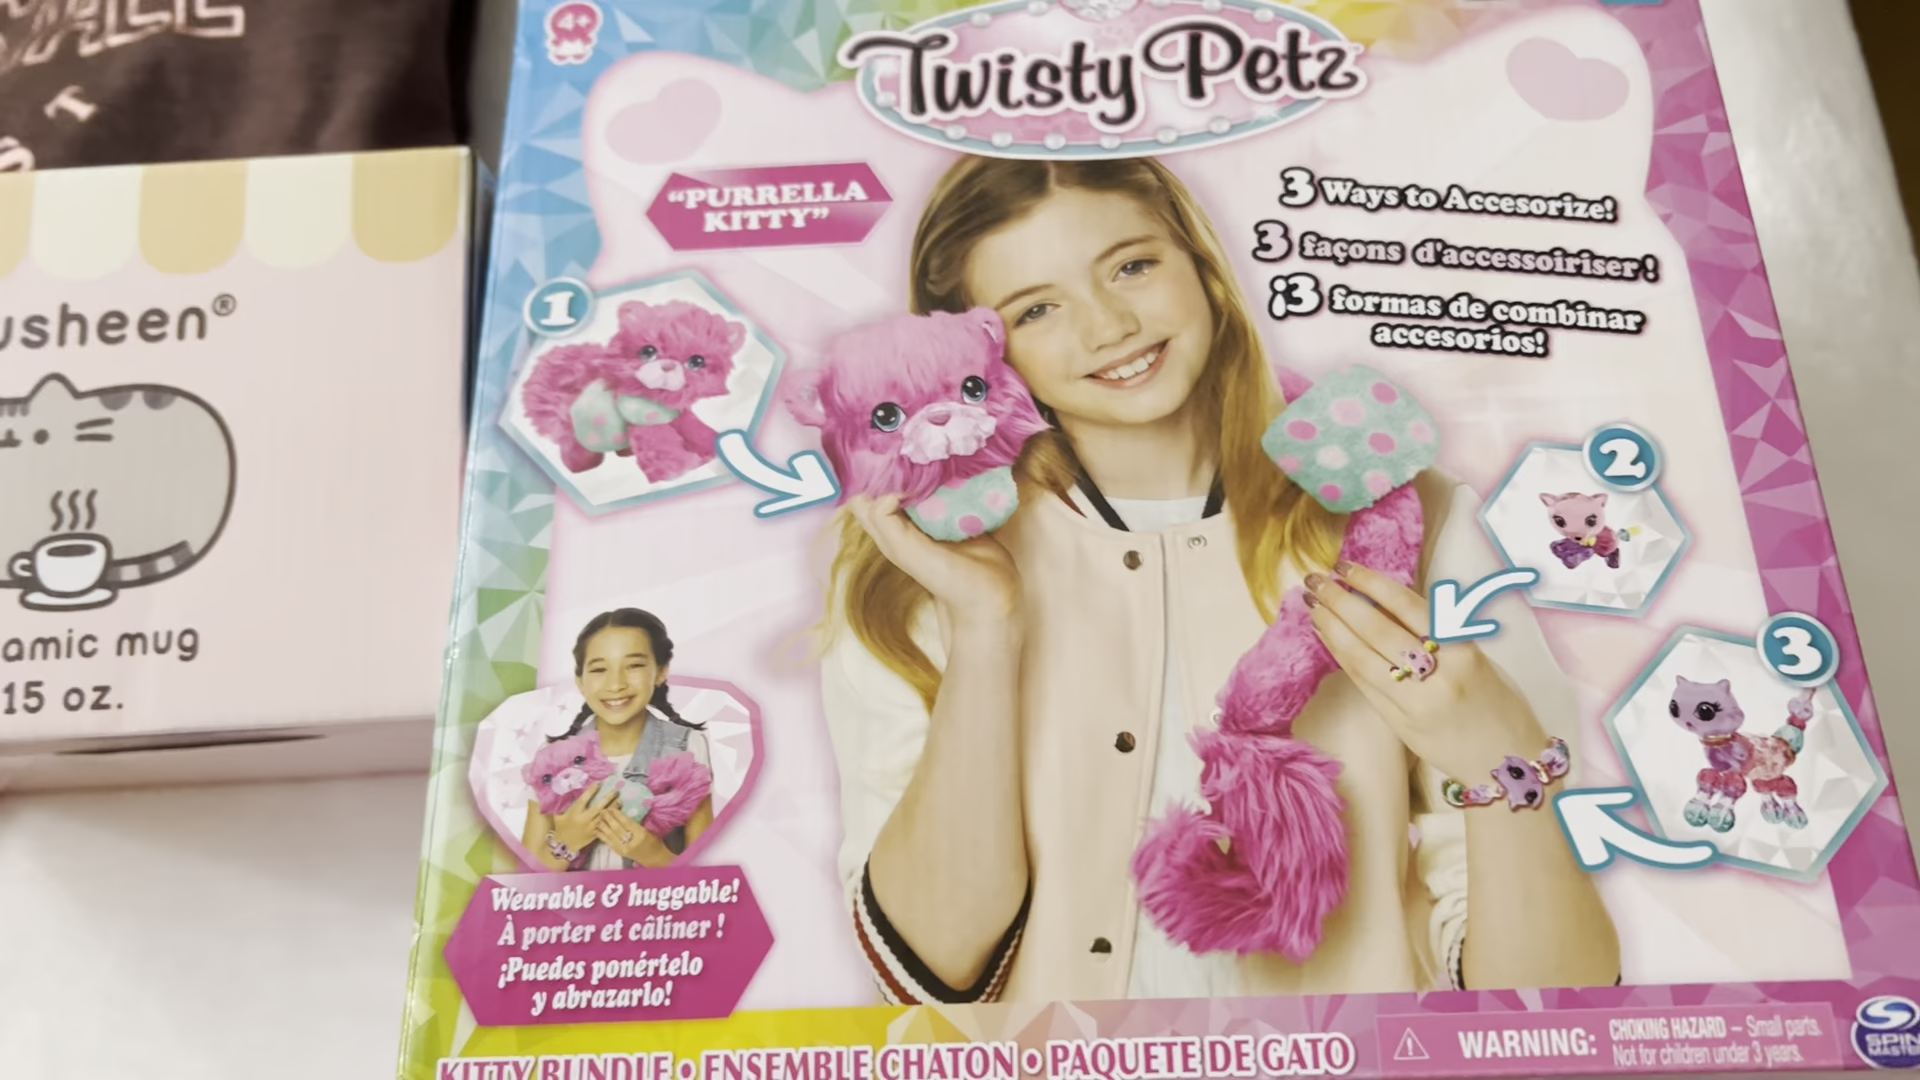 4+
Twisty Petz
"PURRELLA
KITTY"
3 Ways to Accesorize!
3 façons d'accessoiriser !
¡3 formas de combinar
accesorios!
1
2
3
Wearable & huggable!
À porter et câliner !
¡Puedes ponértelo
y abrazarlo!
KITTY BUNDLE • ENSEMBLE CHATON • PAQUETE DE GATO
WARNING: CHOKING HAZARD – Small parts.
Not for children under 3 years.
SPIN
MASTER
usheen®
amic mug
15 oz.